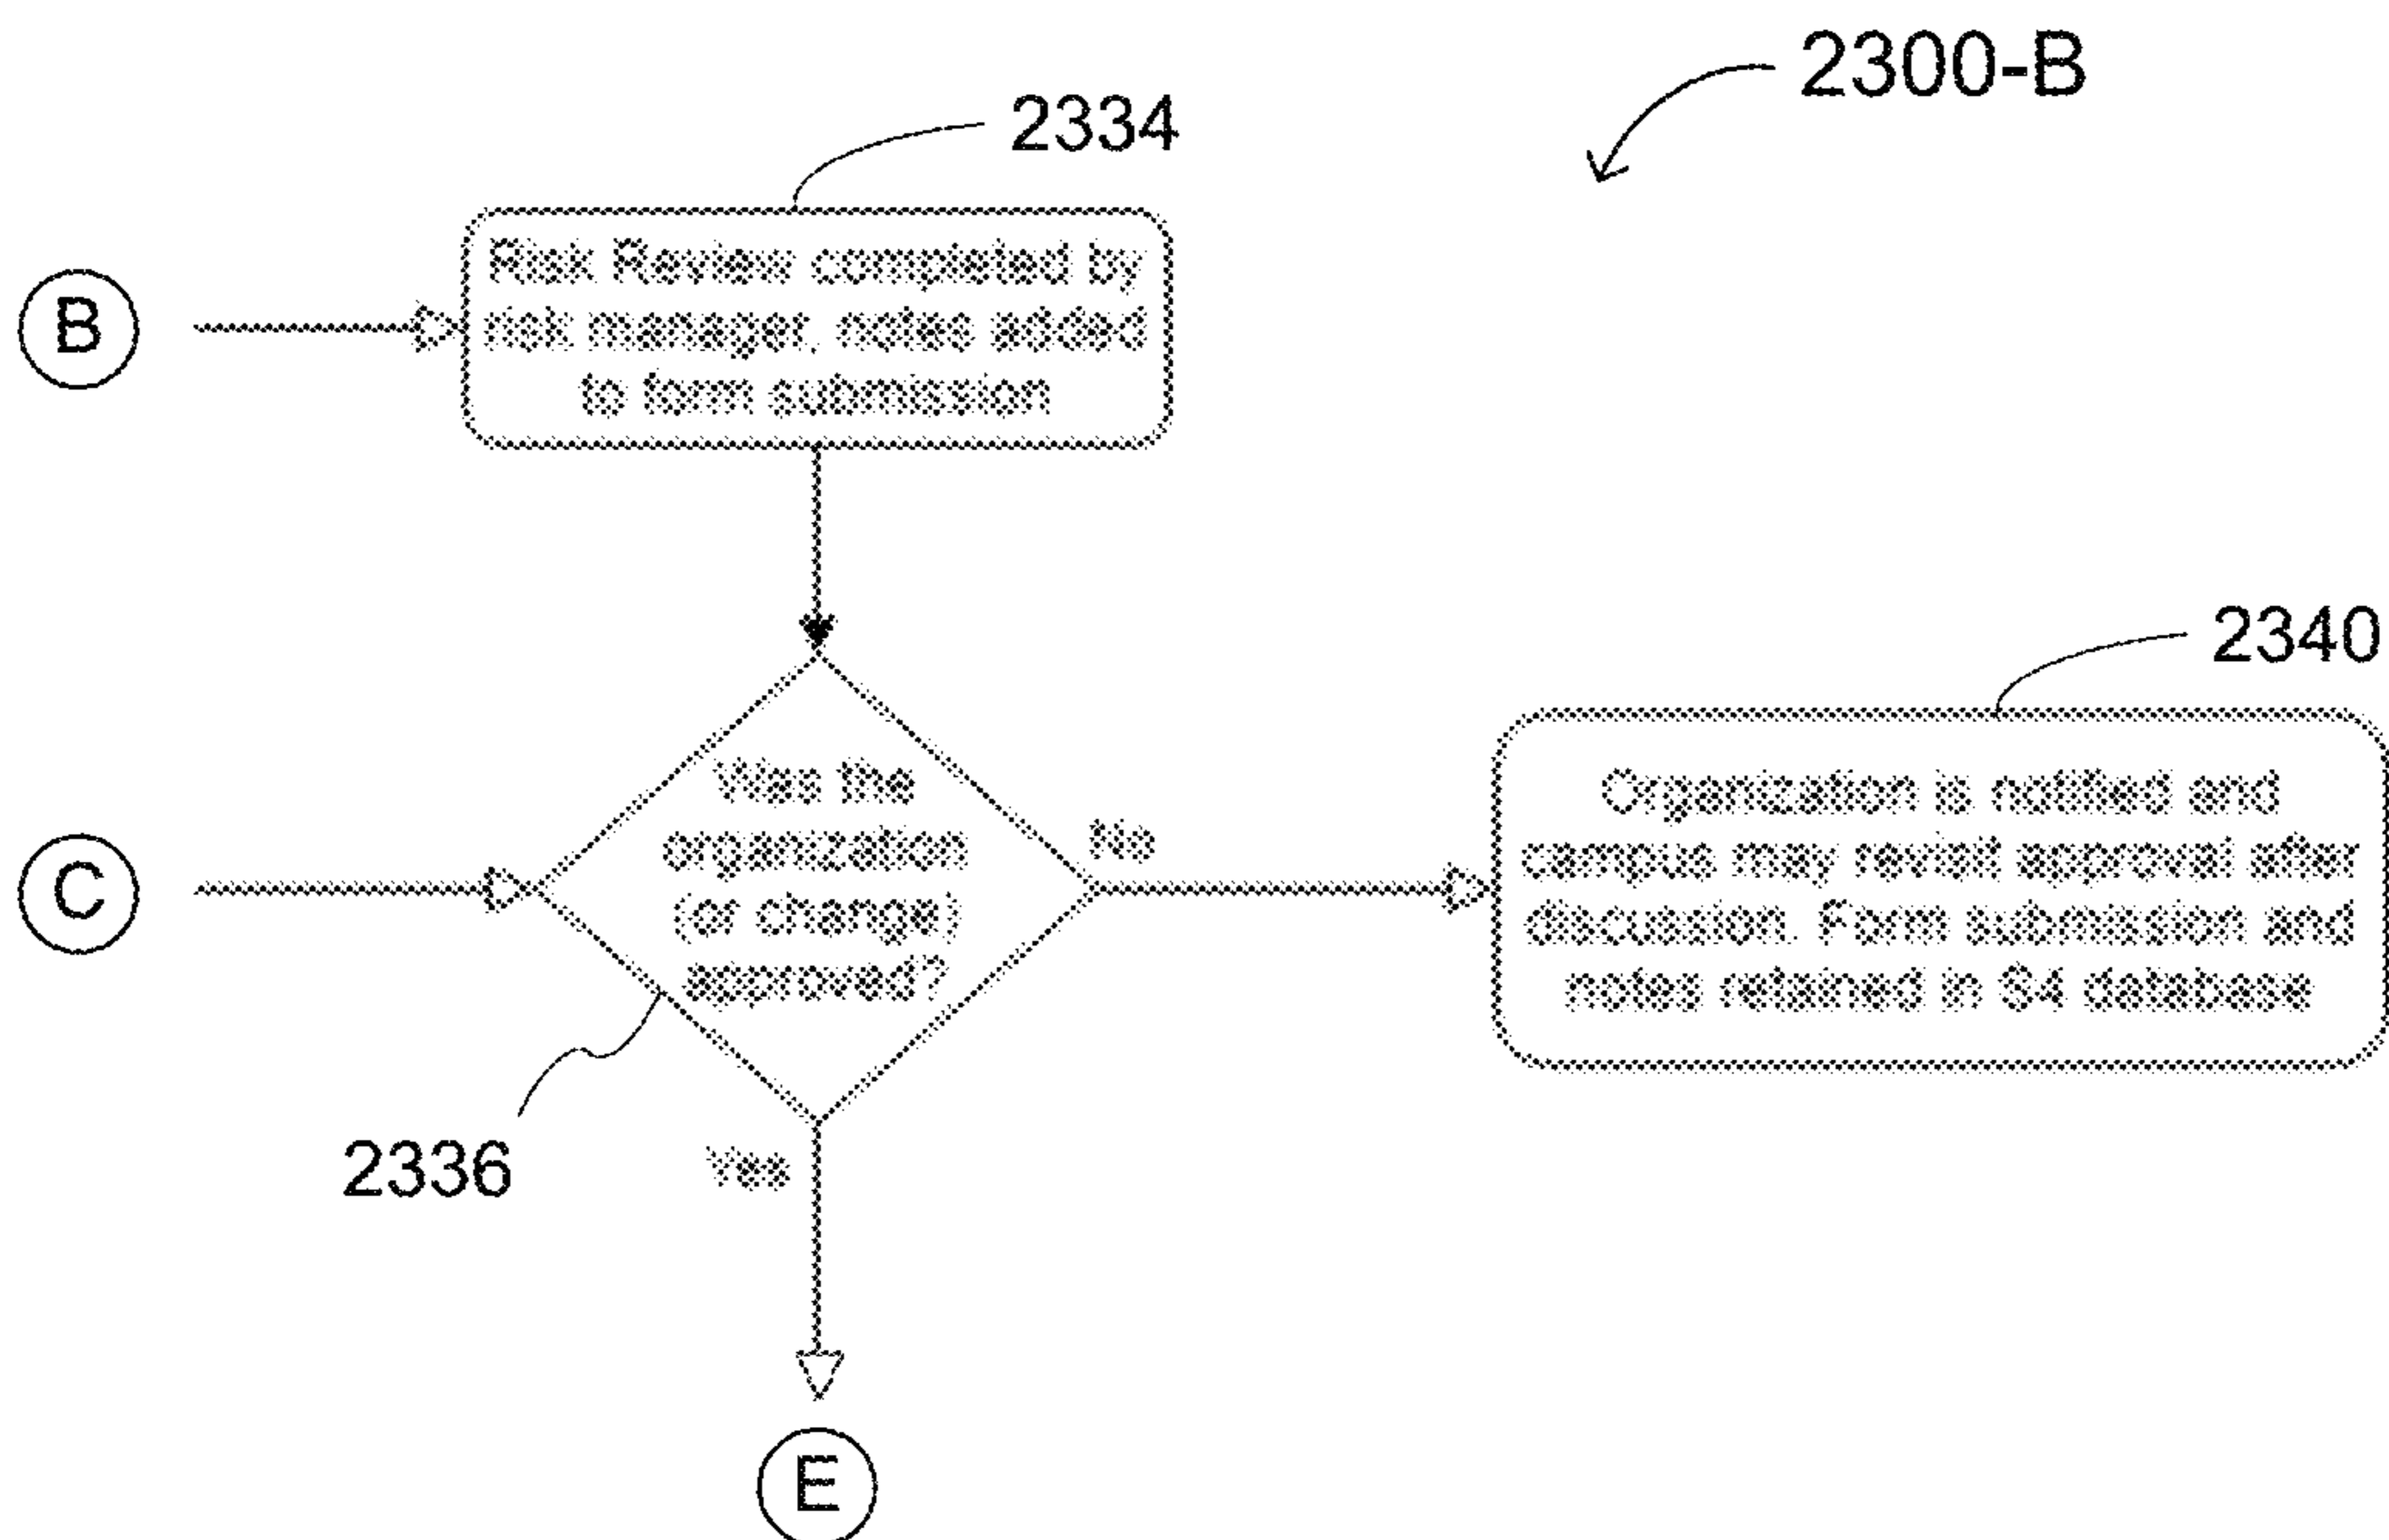 2300-B
2334
B
Risk Review completed by
risk manager, notes added
to form submission
2340
C
Was the
organization
(or change)
approved?
No
Organization is notified and
campus may revisit approval after
discussion. Form submission and
notes retained in S4 database
2336
Yes
E